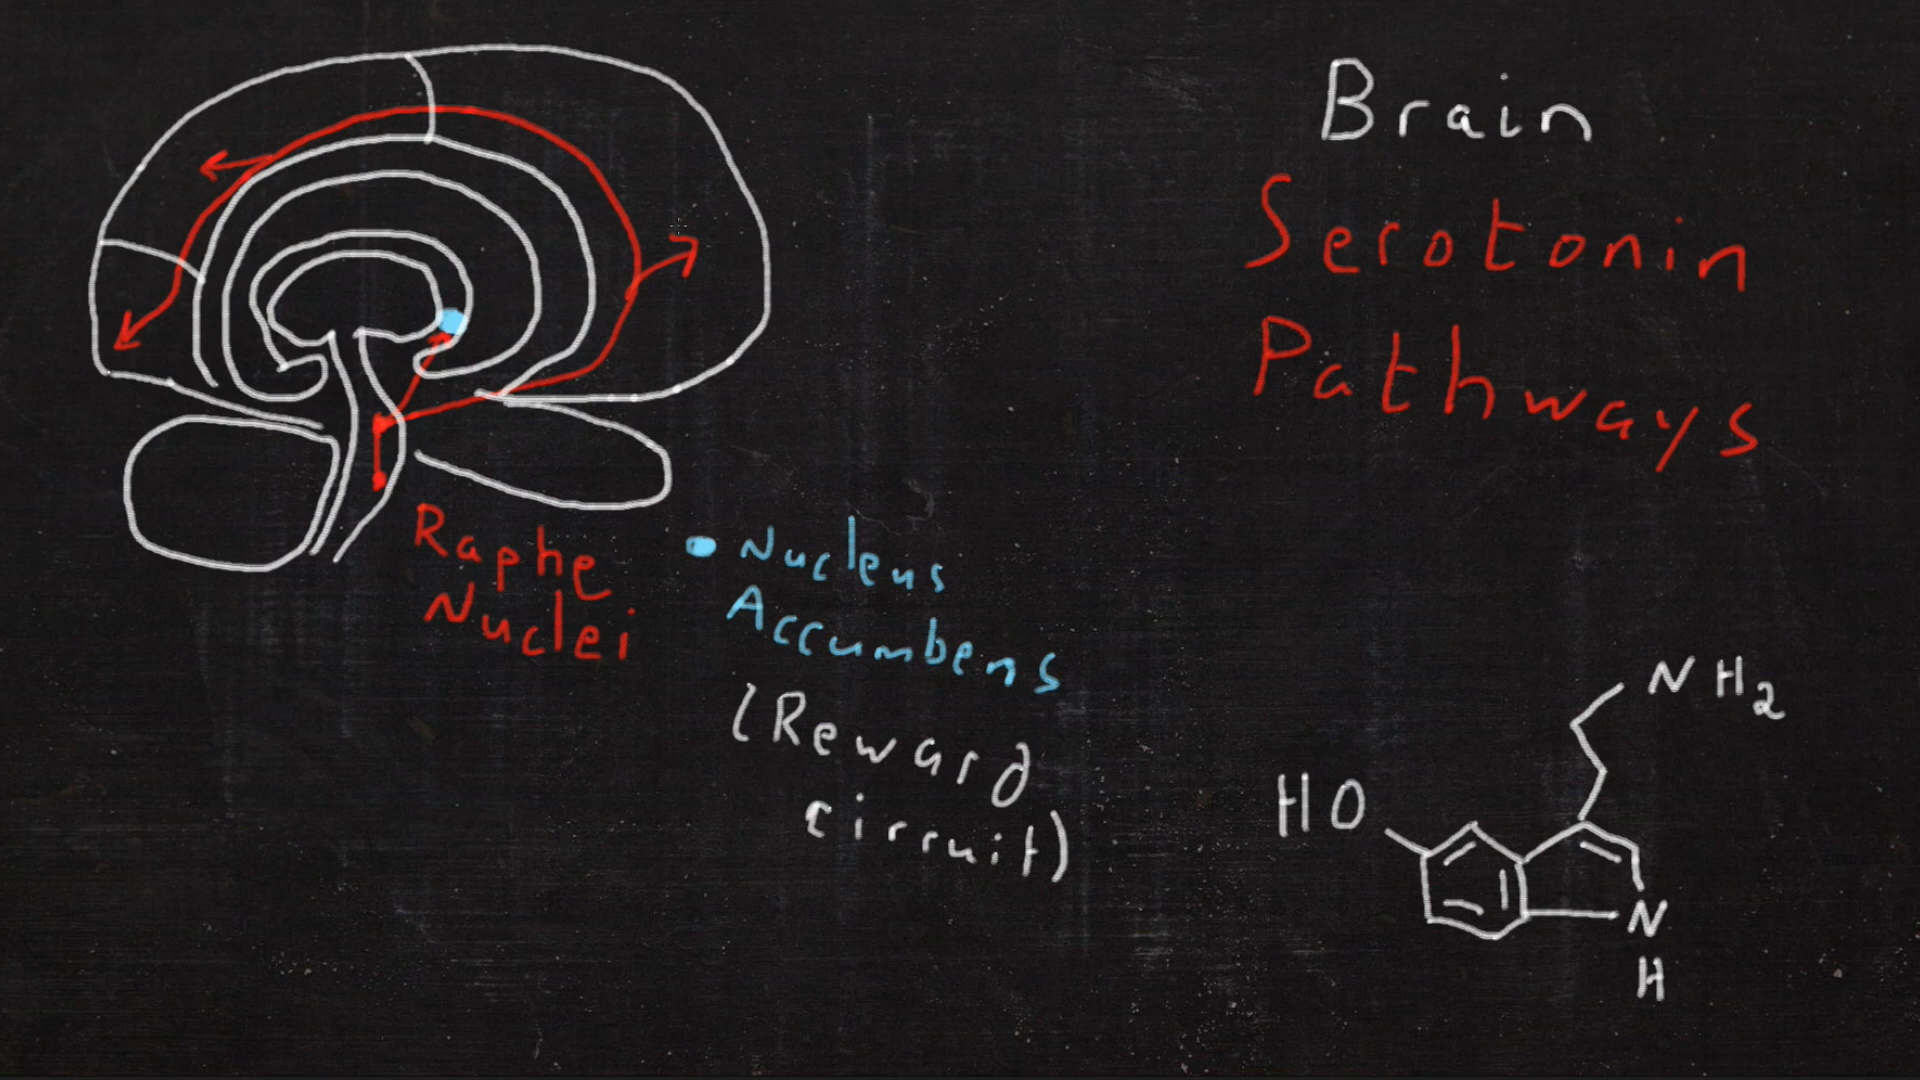 Brain
Serotonin
Pathways
Raphe
Nuclei
Nucleus
Accumbens
(Reward
circuit)
NH2
HO
N
H